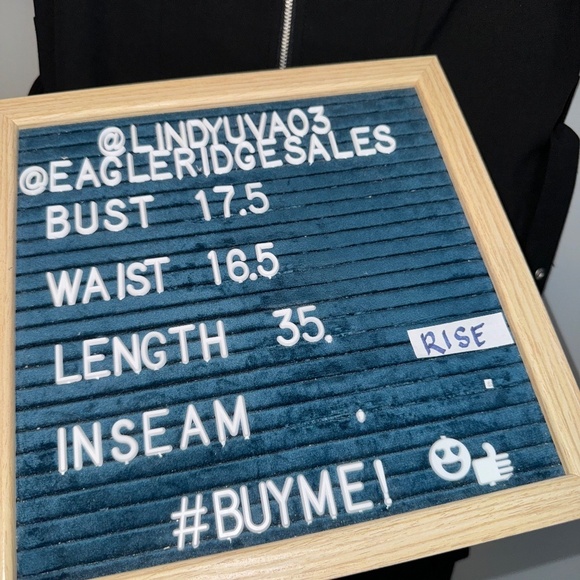 @LINDYUVA03
@EAGLERIDGESALES
BUST 17.5
WAIST 16.5
LENGTH 35.
RISE
INSEAM .
#BUYME!